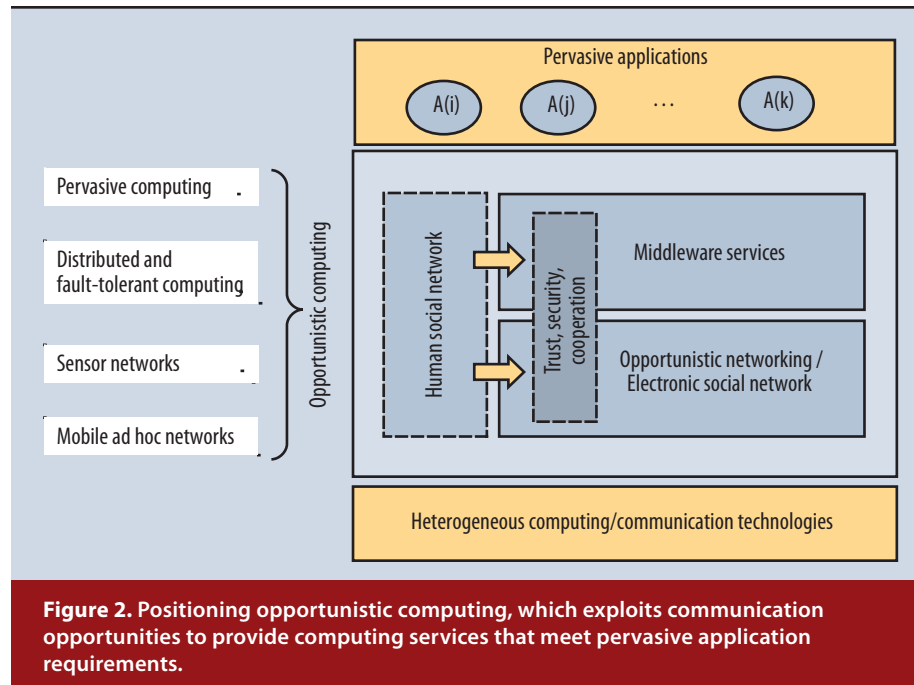 Pervasive applications
A(i)
A(j)
...
A(k)
Pervasive computing
Distributed and
fault-tolerant computing
Sensor networks
Mobile ad hoc networks
Opportunistic computing
Human social network
Trust, security,
cooperation
Middleware services
Opportunistic networking /
Electronic social network
Heterogeneous computing/communication technologies
Figure 2. Positioning opportunistic computing, which exploits communication
opportunities to provide computing services that meet pervasive application
requirements.